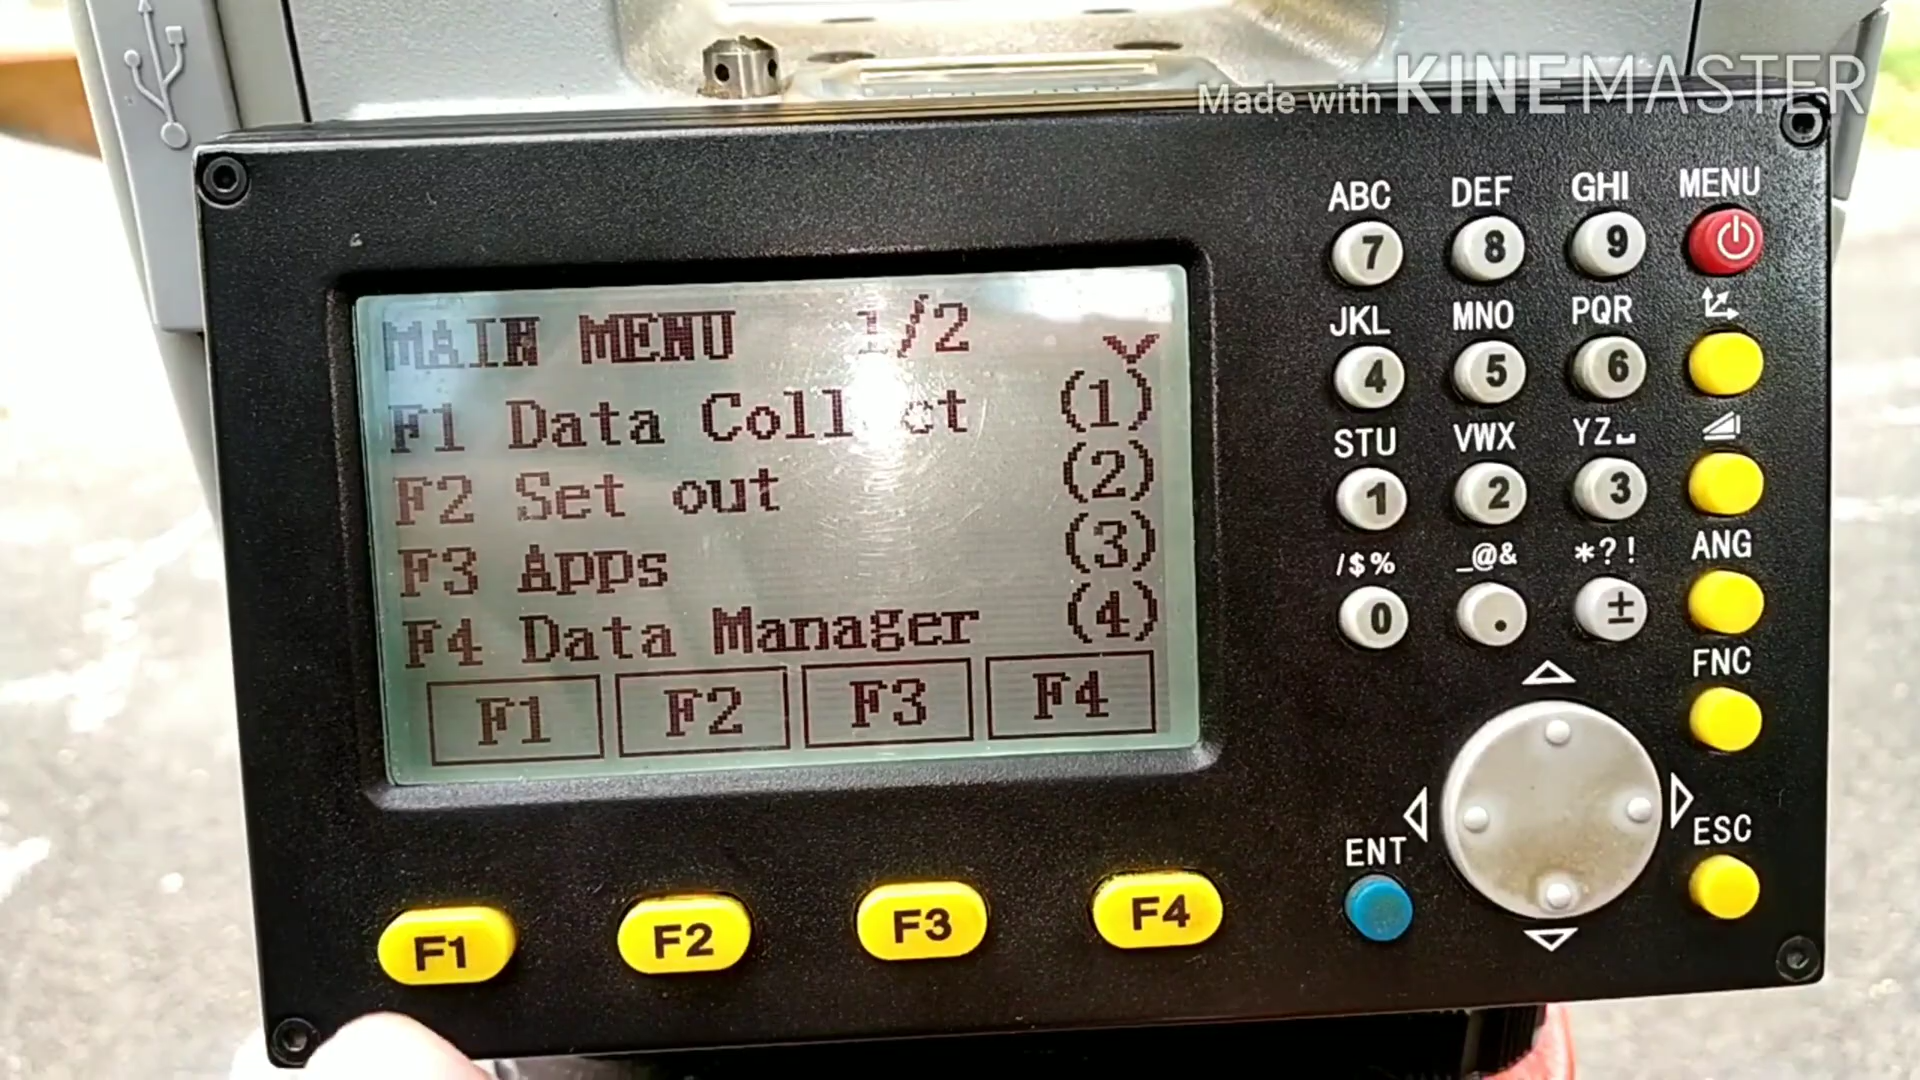 Made with KINEMASTER
MAIN MENU 1/2
F1 Data Collect (1)
F2 Set out (2)
F3 Apps (3)
F4 Data Manager (4)
F1 F2 F3 F4
F1 F2 F3 F4
ABC DEF GHI MENU
7 8 9
JKL MNO PQR
4 5 6
STU VWX YZ␣
1 2 3
/$% _@& *?! ANG
0 . ±
FNC
ENT
ESC